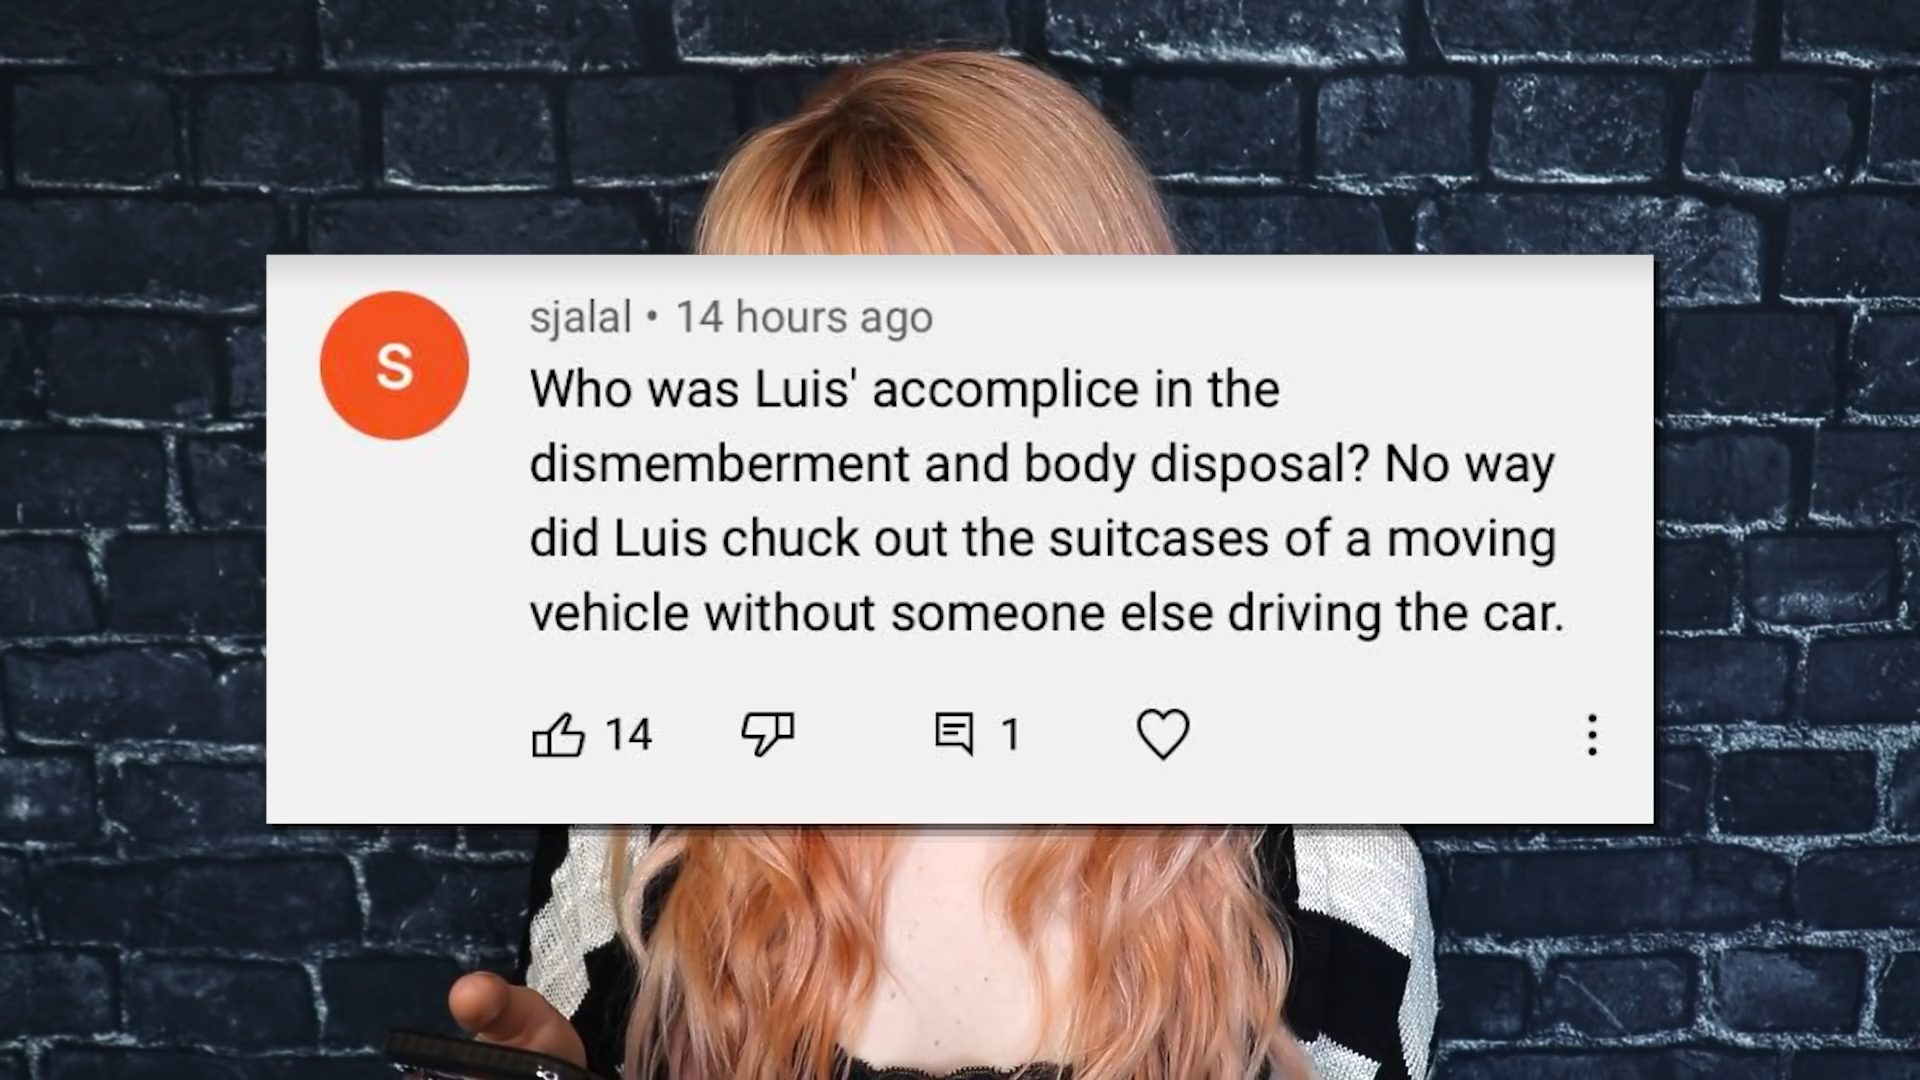 S
sjalal • 14 hours ago
Who was Luis' accomplice in the
dismemberment and body disposal? No way
did Luis chuck out the suitcases of a moving
vehicle without someone else driving the car.
14
1